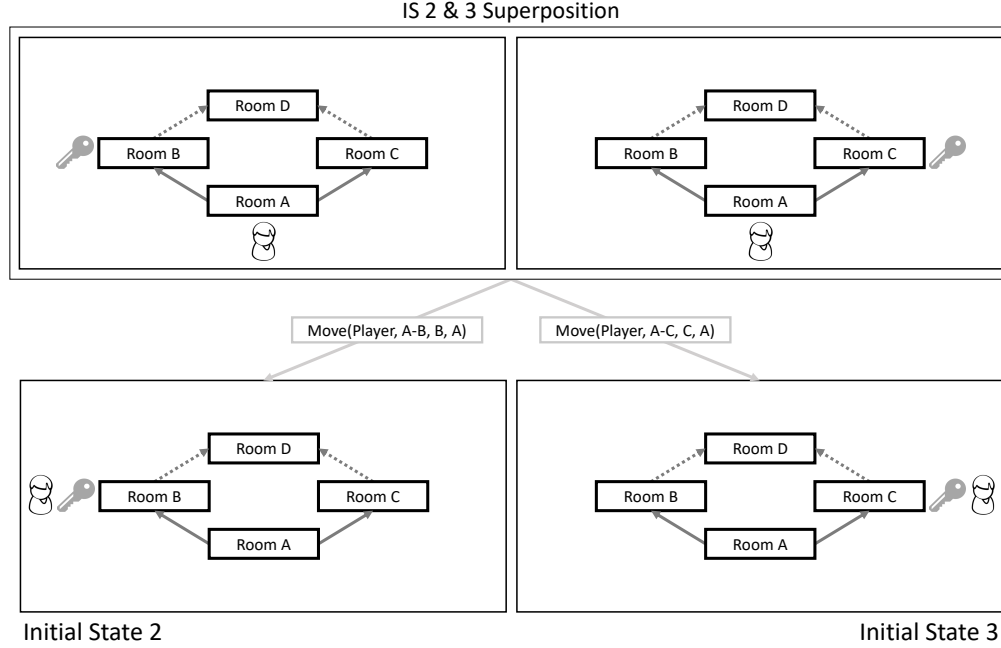 IS 2 & 3 Superposition
Room D
Room B
Room C
Room A
Room D
Room B
Room C
Room A
Move(Player, A-B, B, A)
Move(Player, A-C, C, A)
Room D
Room B
Room C
Room A
Room D
Room B
Room C
Room A
Initial State 2
Initial State 3